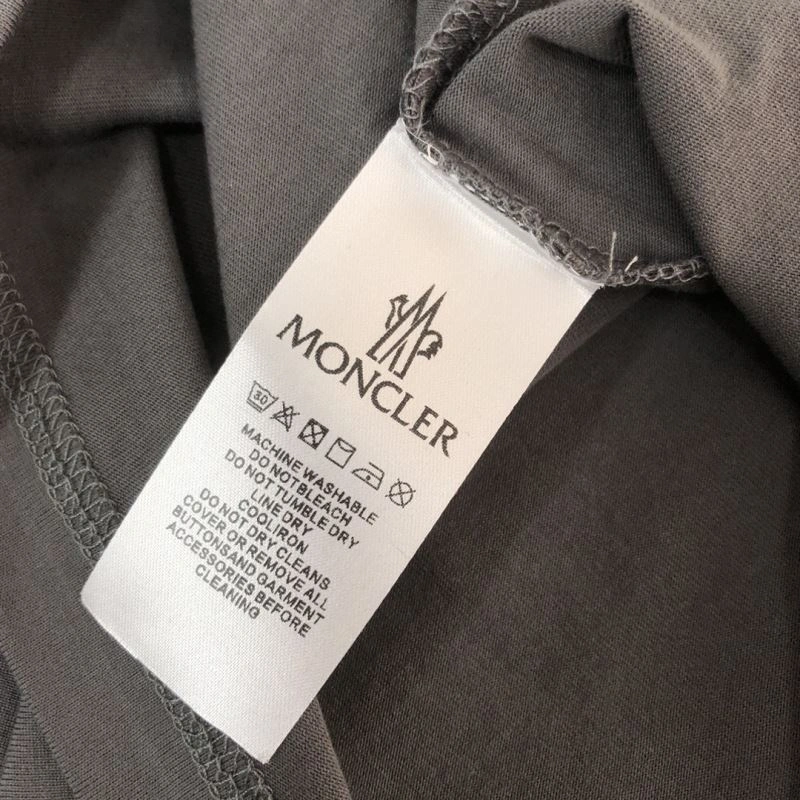 MONCLER
30
MACHINE WASHABLE
DO NOTBLEACH
DO NOT TUMBLE DRY
LINE DRY
COOLIRON
DO NOT DRY CLEANS
COVER OR REMOVE ALL
BUTTONSAND GARMENT
ACCESSORIES BEFORE
CLEANING